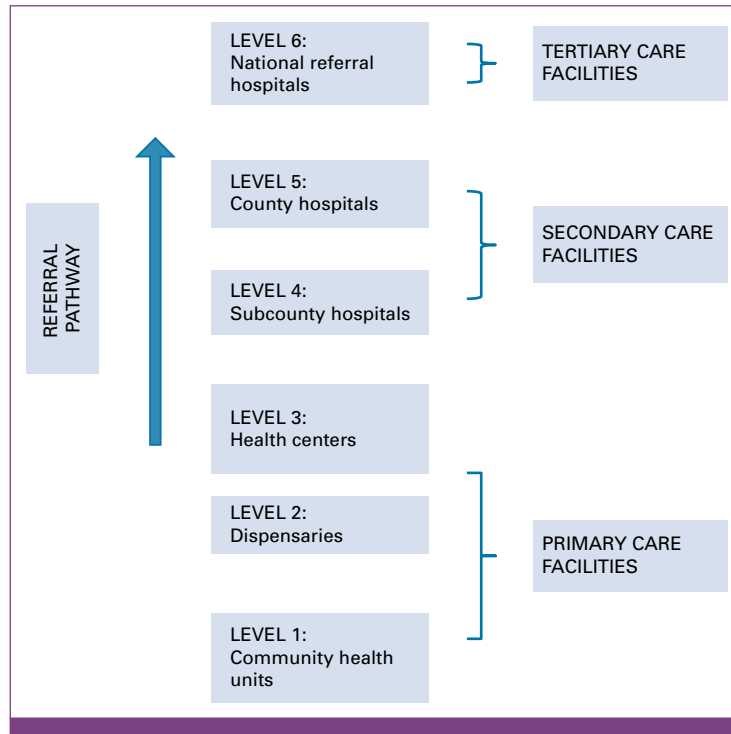 LEVEL 6:
National referral
hospitals
TERTIARY CARE
FACILITIES
LEVEL 5:
County hospitals
SECONDARY CARE
FACILITIES
LEVEL 4:
Subcounty hospitals
REFERRAL
PATHWAY
LEVEL 3:
Health centers
LEVEL 2:
Dispensaries
PRIMARY CARE
FACILITIES
LEVEL 1:
Community health
units